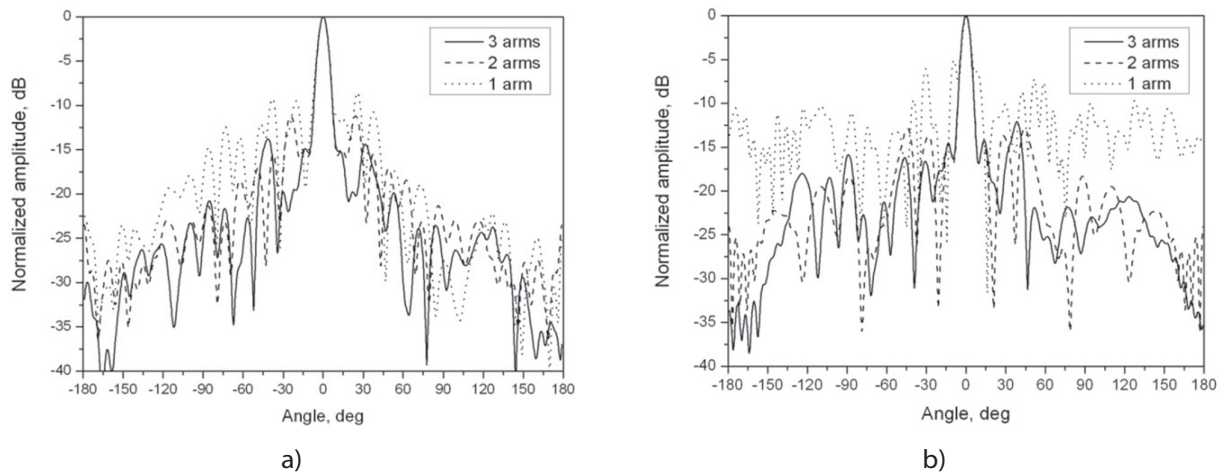 0
-5
-10
-15
-20
-25
-30
-35
-40
Normalized amplitude, dB
3 arms
2 arms
1 arm
-180 -150 -120 -90 -60 -30 0 30 60 90 120 150 180
Angle, deg
a)
0
-5
-10
-15
-20
-25
-30
-35
-40
Normalized amplitude, dB
3 arms
2 arms
1 arm
-180 -150 -120 -90 -60 -30 0 30 60 90 120 150 180
Angle, deg
b)